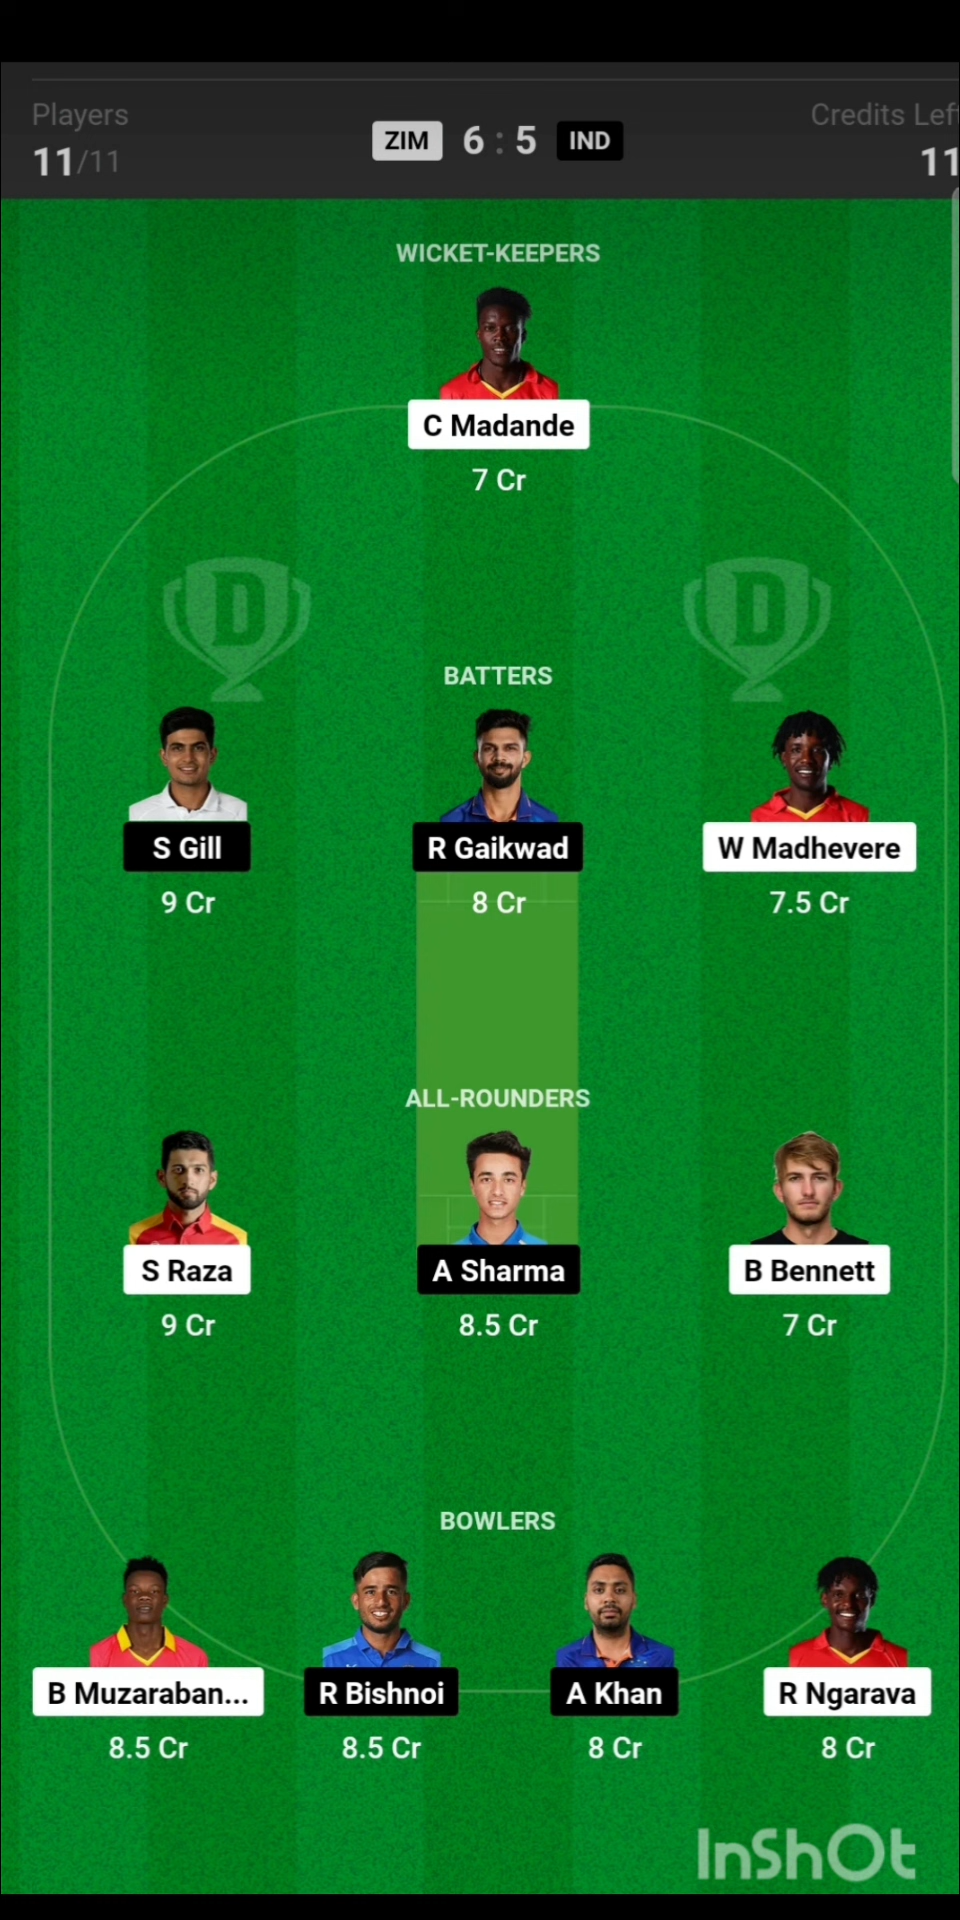 Players
Credits Left
11/11
ZIM 6 : 5 IND
11
WICKET-KEEPERS
C Madande
7 Cr
D D
BATTERS
S Gill R Gaikwad W Madhevere
9 Cr 8 Cr 7.5 Cr
ALL-ROUNDERS
S Raza A Sharma B Bennett
9 Cr 8.5 Cr 7 Cr
BOWLERS
B Muzaraban... R Bishnoi A Khan R Ngarava
8.5 Cr 8.5 Cr 8 Cr 8 Cr
InShOt